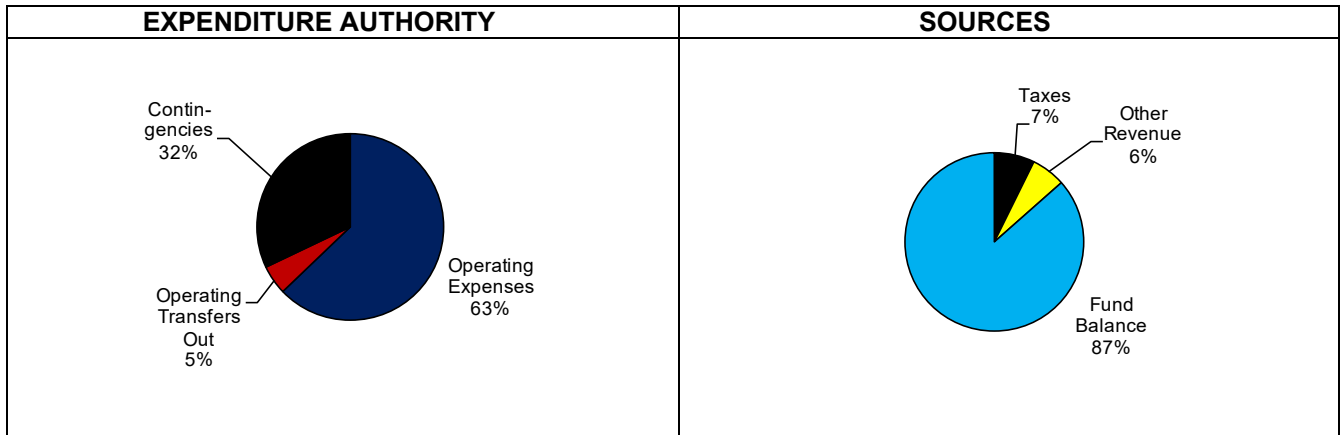 EXPENDITURE AUTHORITY
Contin-
gencies
32%
Operating
Expenses
63%
Operating
Transfers
Out
5%
SOURCES
Taxes
7%
Other
Revenue
6%
Fund
Balance
87%